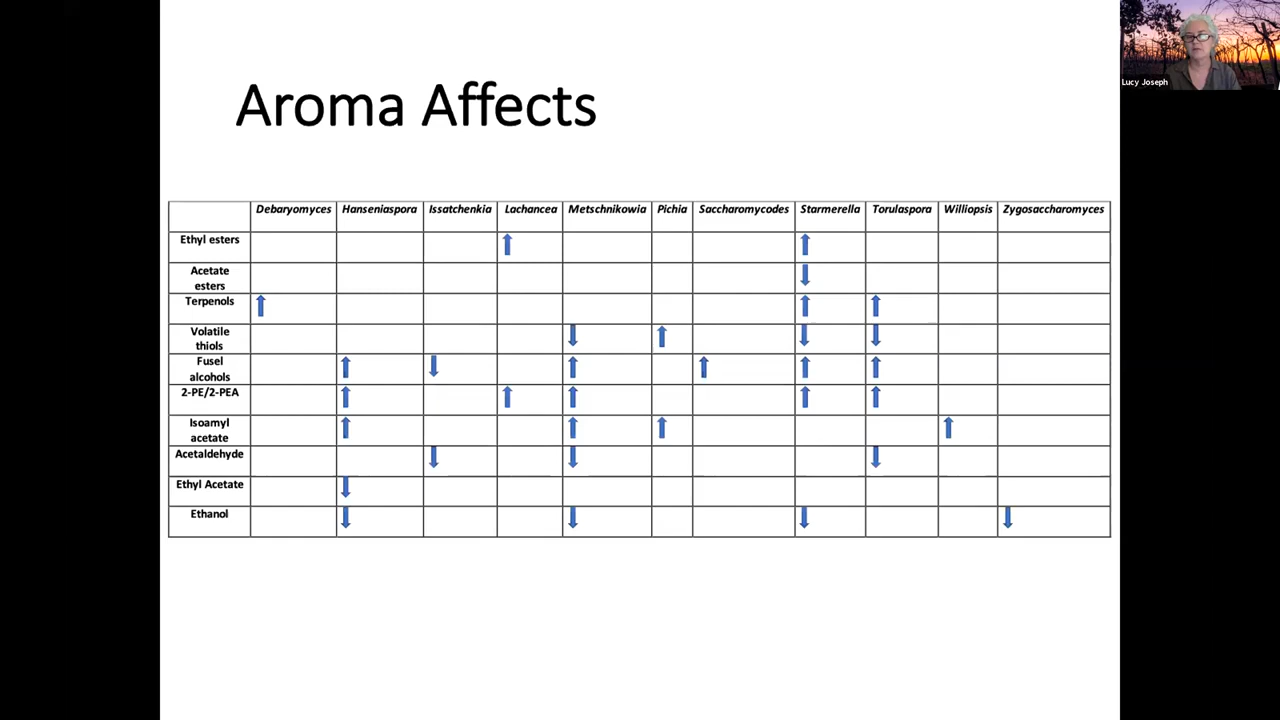 Lucy Joseph
Aroma Affects
Debaryomyces Hanseniaspora Issatchenkia Lachancea Metschnikowia Pichia Saccharomycodes Starmerella Torulaspora Williopsis Zygosaccharomyces
Ethyl esters
Acetate
esters
Terpenols
Volatile
thiols
Fusel
alcohols
2-PE/2-PEA
Isoamyl
acetate
Acetaldehyde
Ethyl Acetate
Ethanol